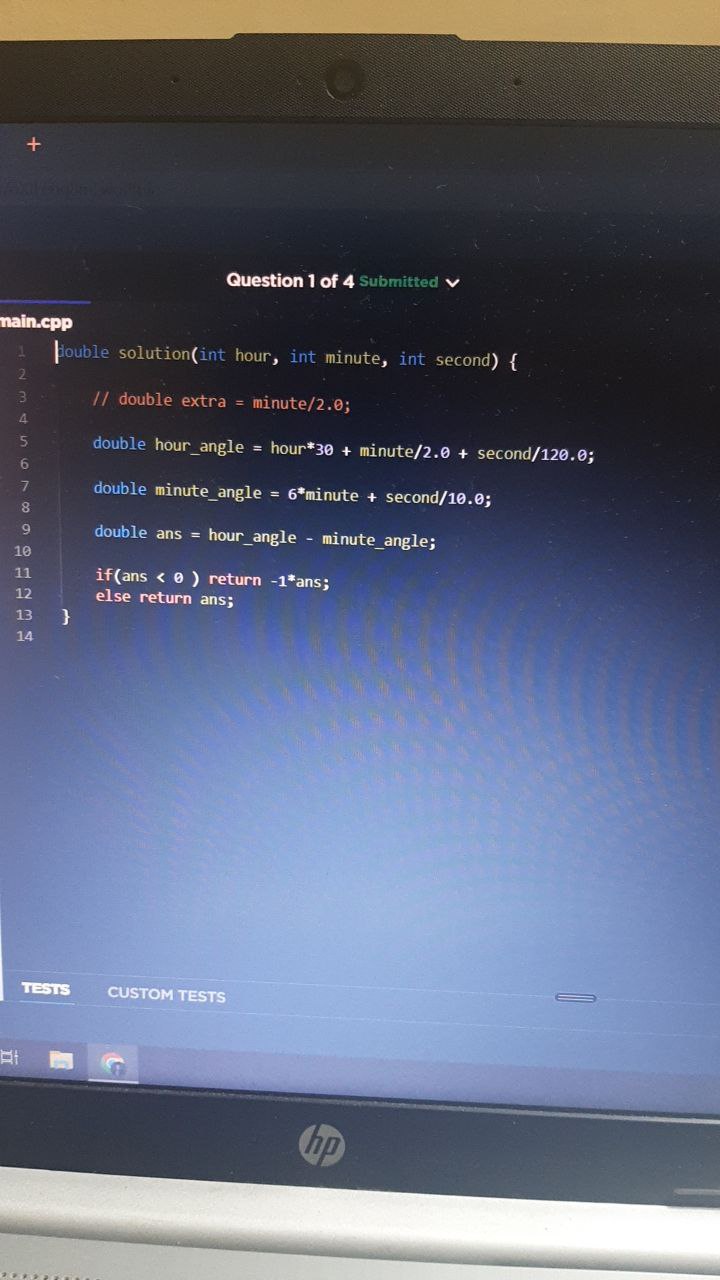 +
Question 1 of 4 Submitted
main.cpp
1 double solution(int hour, int minute, int second) {
2
3 // double extra = minute/2.0;
4
5 double hour_angle = hour*30 + minute/2.0 + second/120.0;
6
7 double minute_angle = 6*minute + second/10.0;
8
9 double ans = hour_angle - minute_angle;
10
11 if(ans < 0 ) return -1*ans;
12 else return ans;
13 }
14
TESTS CUSTOM TESTS
hp